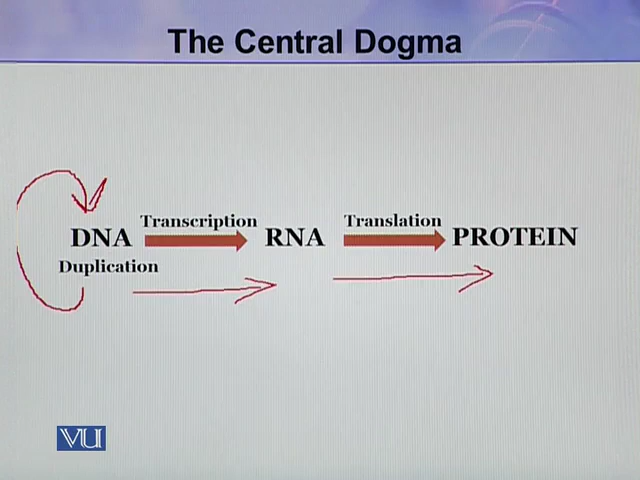 The Central Dogma
Transcription Translation
DNA RNA PROTEIN
Duplication
VU